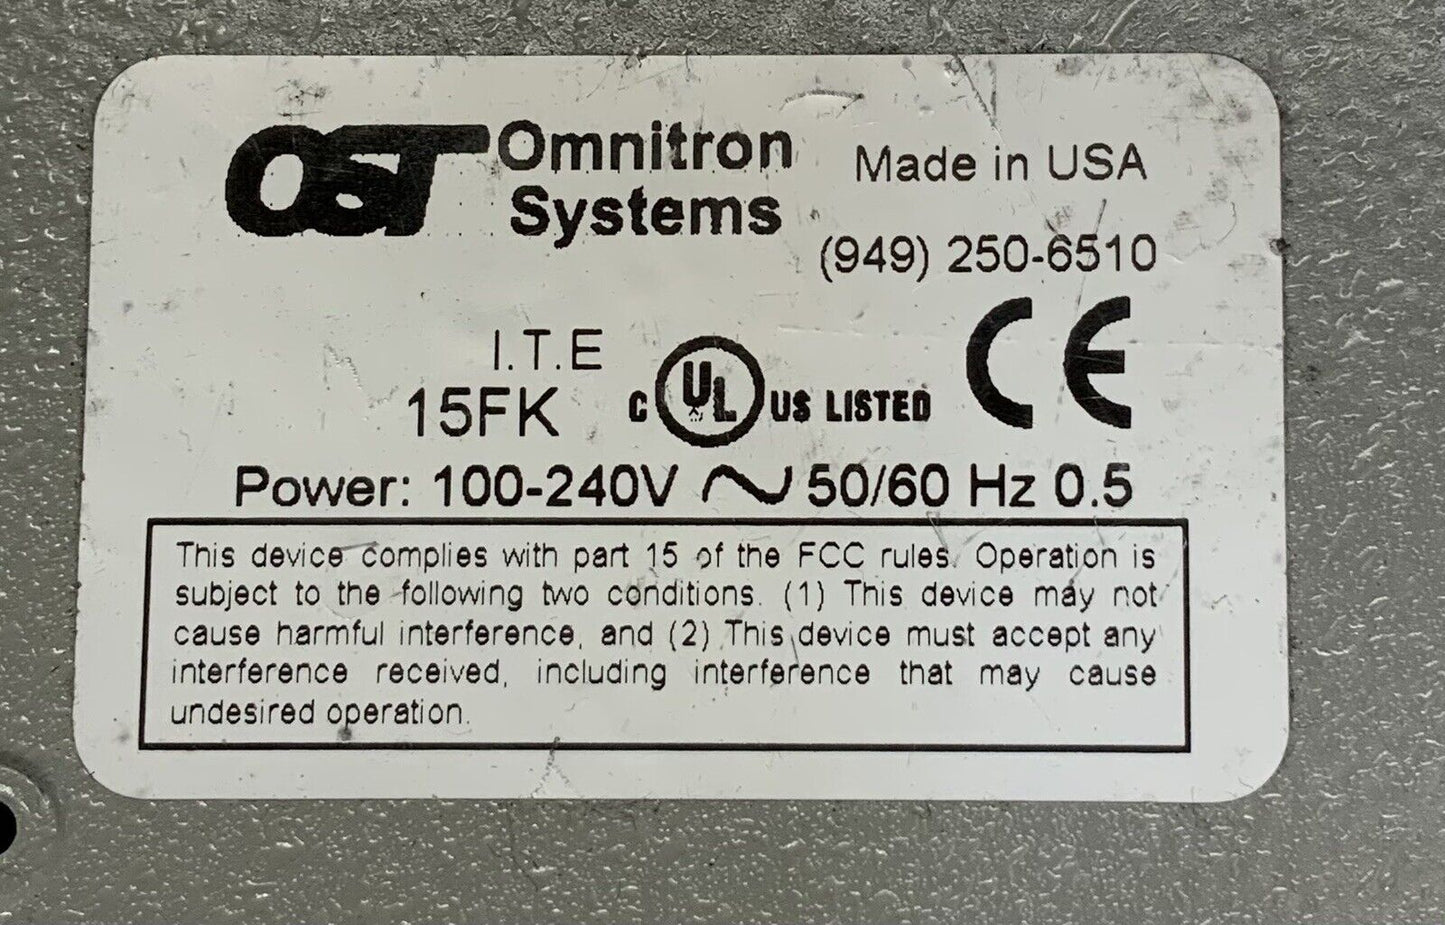 OST Omnitron
Systems
Made in USA
(949) 250-6510
I.T.E
15FK
C UL US LISTED
CE
Power: 100-240V ~ 50/60 Hz 0.5
This device complies with part 15 of the FCC rules. Operation is
subject to the following two conditions. (1) This device may not
cause harmful interference, and (2) This device must accept any
interference received, including interference that may cause
undesired operation.